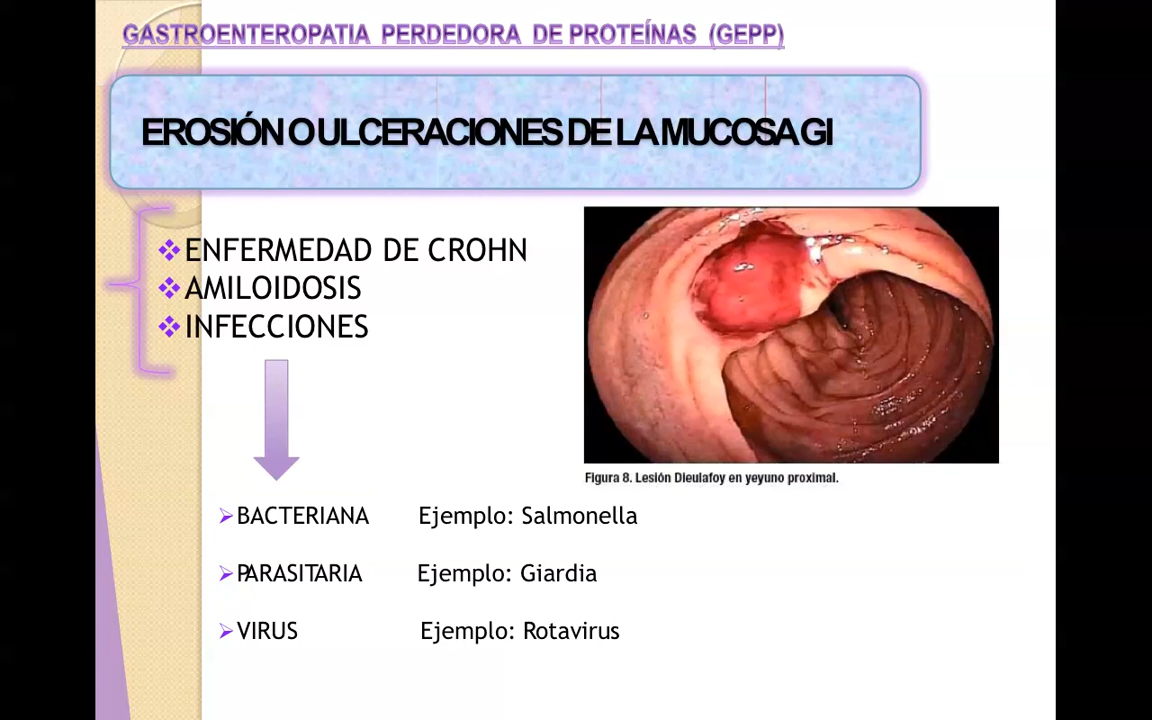 GASTROENTEROPATIA PERDEDORA DE PROTEÍNAS (GEPP)
EROSIÓN O ULCERACIONES DE LA MUCOSA GI
ENFERMEDAD DE CROHN
AMILOIDOSIS
INFECCIONES
Figura 8. Lesión Dieulafoy en yeyuno proximal.
BACTERIANA Ejemplo: Salmonella
PARASITARIA Ejemplo: Giardia
VIRUS Ejemplo: Rotavirus